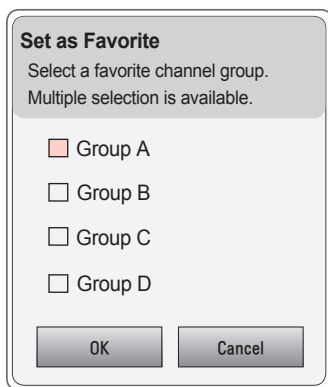 Set as Favorite
Select a favorite channel group.
Multiple selection is available.
Group A
Group B
Group C
Group D
OK
Cancel